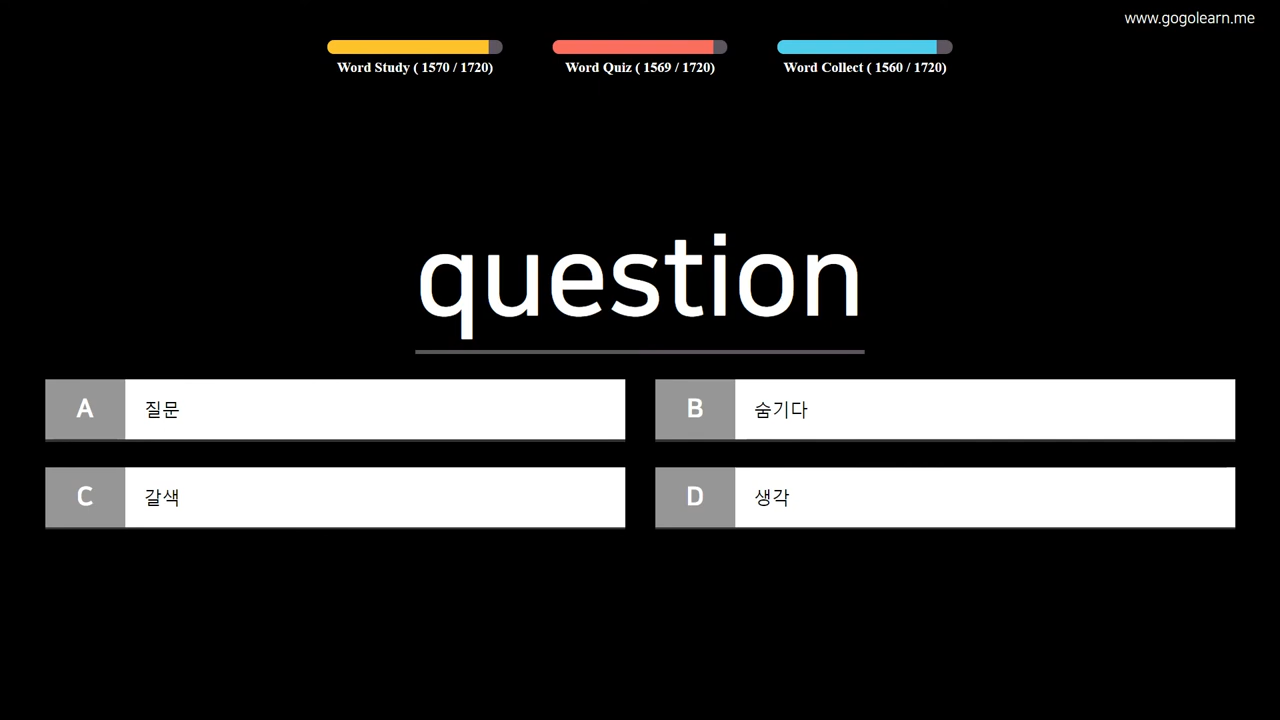 www.gogolearn.me
Word Study ( 1570 / 1720)
Word Quiz ( 1569 / 1720)
Word Collect ( 1560 / 1720)
question
A 질문
B 숨기다
C 갈색
D 생각